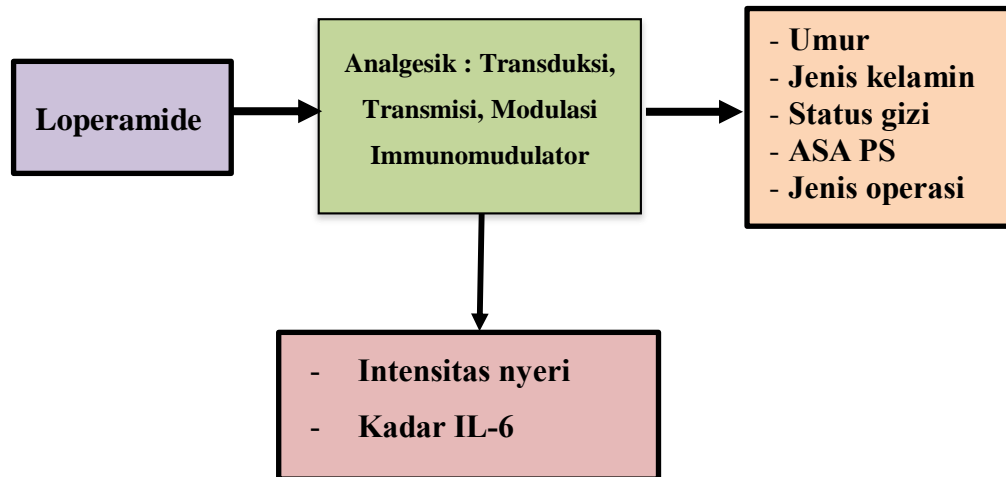 Loperamide
Analgesik : Transduksi,
Transmisi, Modulasi
Immunomudulator
- Umur
- Jenis kelamin
- Status gizi
- ASA PS
- Jenis operasi
- Intensitas nyeri
- Kadar IL-6